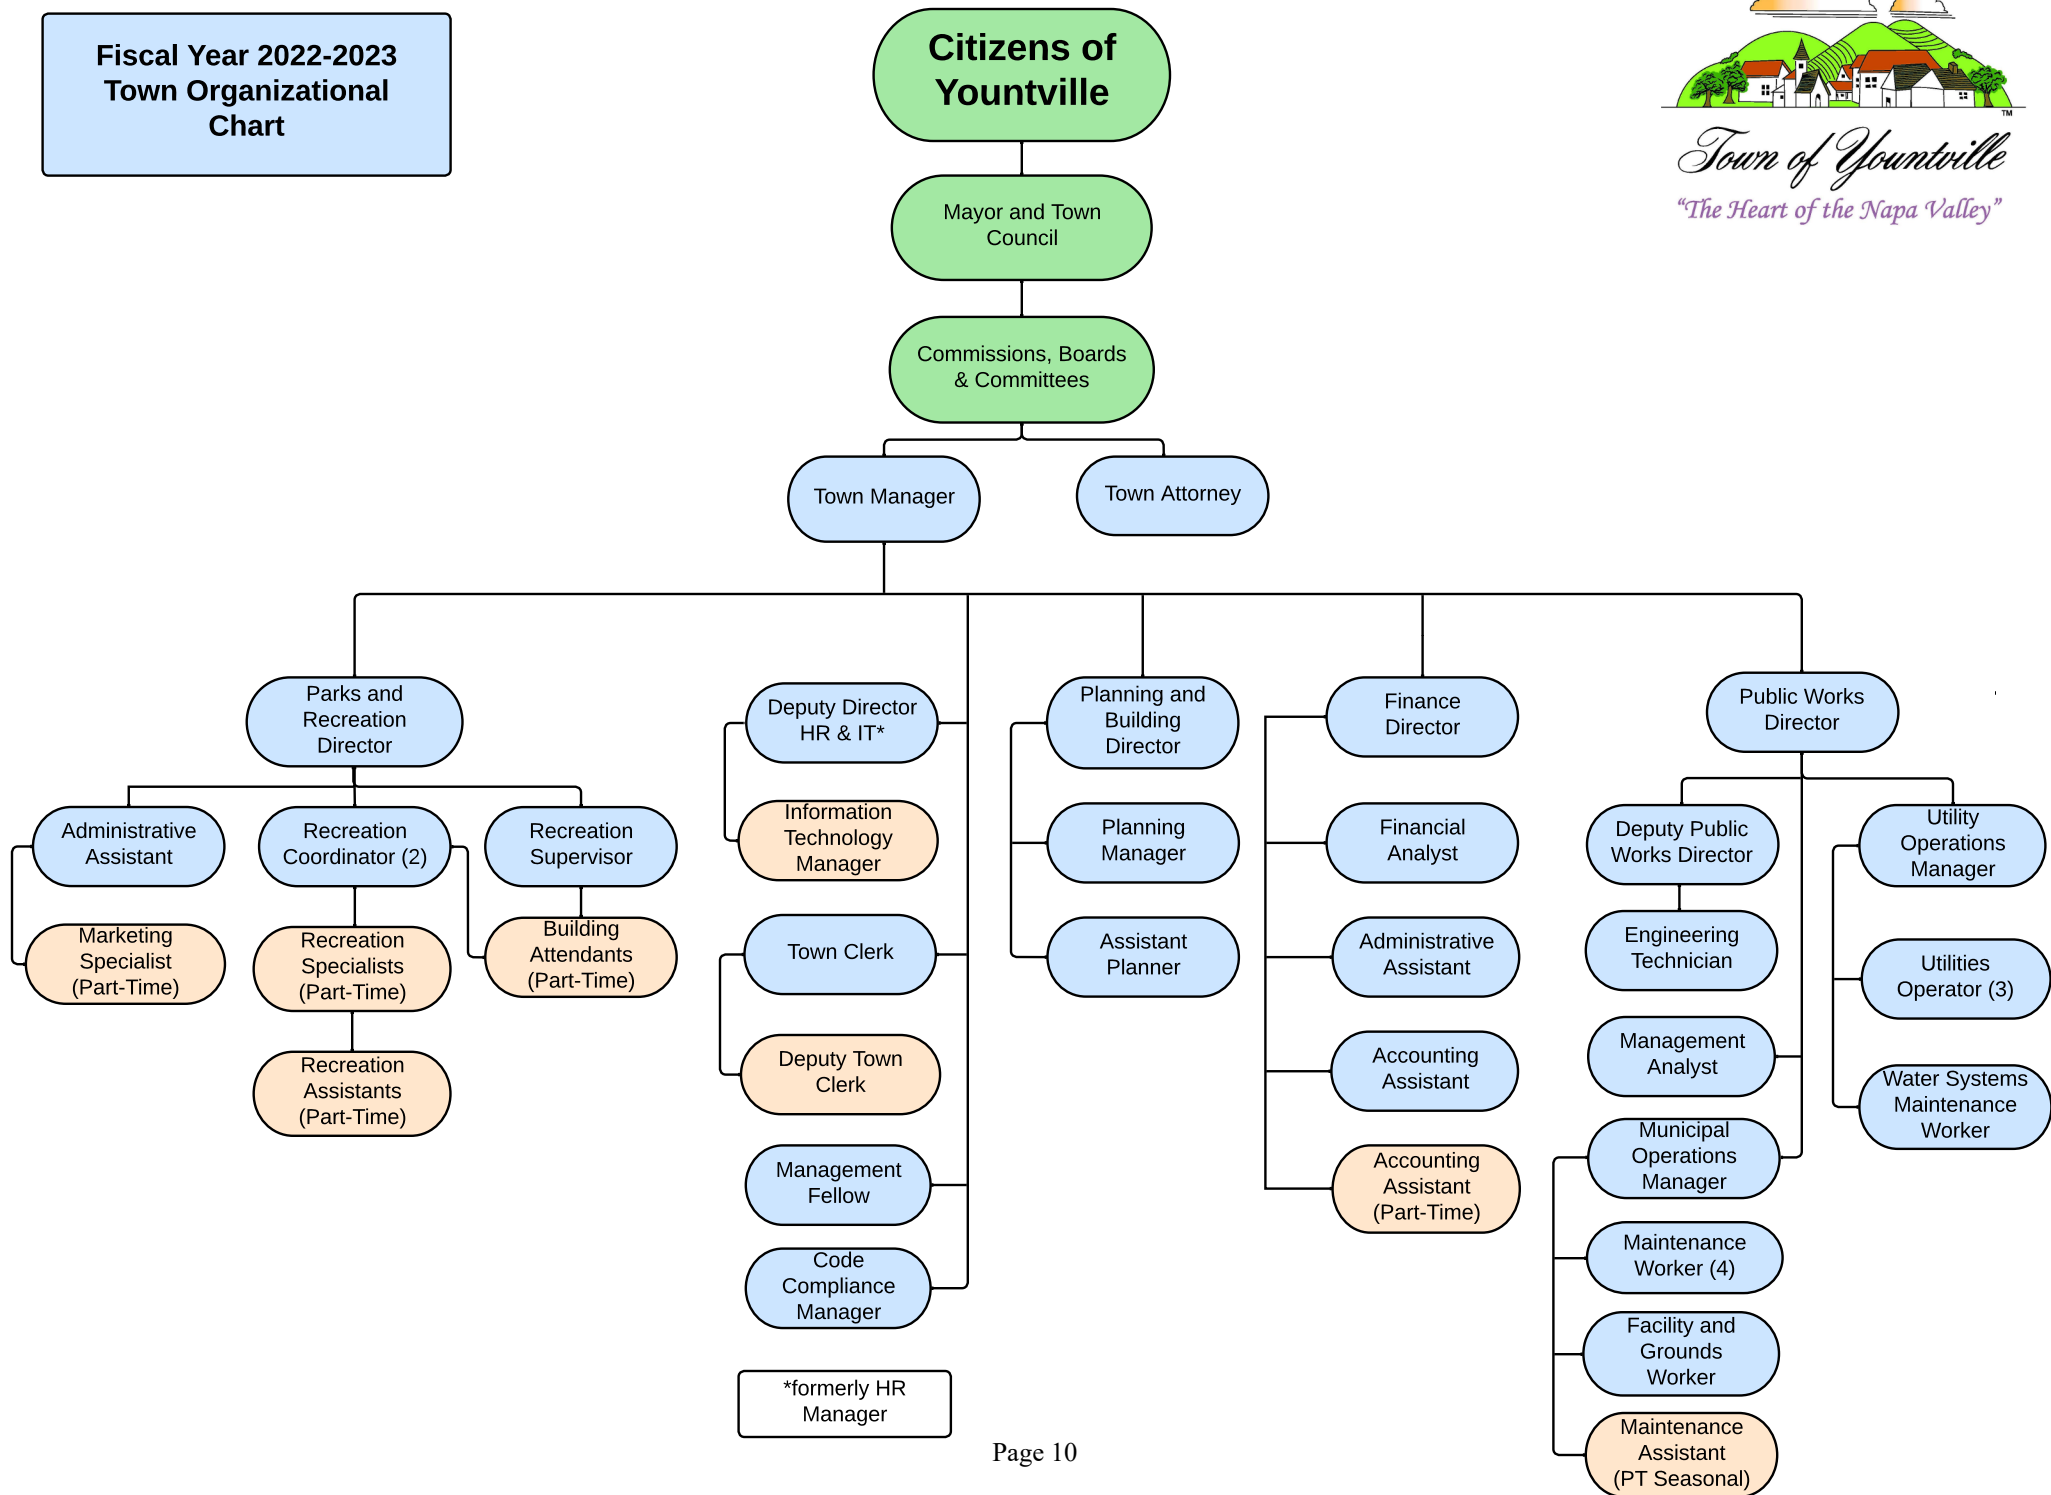 Fiscal Year 2022-2023
Town Organizational
Chart
Citizens of
Yountville
TM
Town of Yountville
“The Heart of the Napa Valley”
Mayor and Town
Council
Commissions, Boards
& Committees
Town Manager
Town Attorney
Parks and
Recreation
Director
Administrative
Assistant
Marketing
Specialist
(Part-Time)
Recreation
Coordinator (2)
Recreation
Specialists
(Part-Time)
Recreation
Assistants
(Part-Time)
Recreation
Supervisor
Building
Attendants
(Part-Time)
Deputy Director
HR & IT*
Information
Technology
Manager
Town Clerk
Deputy Town
Clerk
Management
Fellow
Code
Compliance
Manager
*formerly HR
Manager
Planning and
Building
Director
Planning
Manager
Assistant
Planner
Finance
Director
Financial
Analyst
Administrative
Assistant
Accounting
Assistant
Accounting
Assistant
(Part-Time)
Public Works
Director
Deputy Public
Works Director
Engineering
Technician
Management
Analyst
Municipal
Operations
Manager
Maintenance
Worker (4)
Facility and
Grounds
Worker
Maintenance
Assistant
(PT Seasonal)
Utility
Operations
Manager
Utilities
Operator (3)
Water Systems
Maintenance
Worker
Page 10